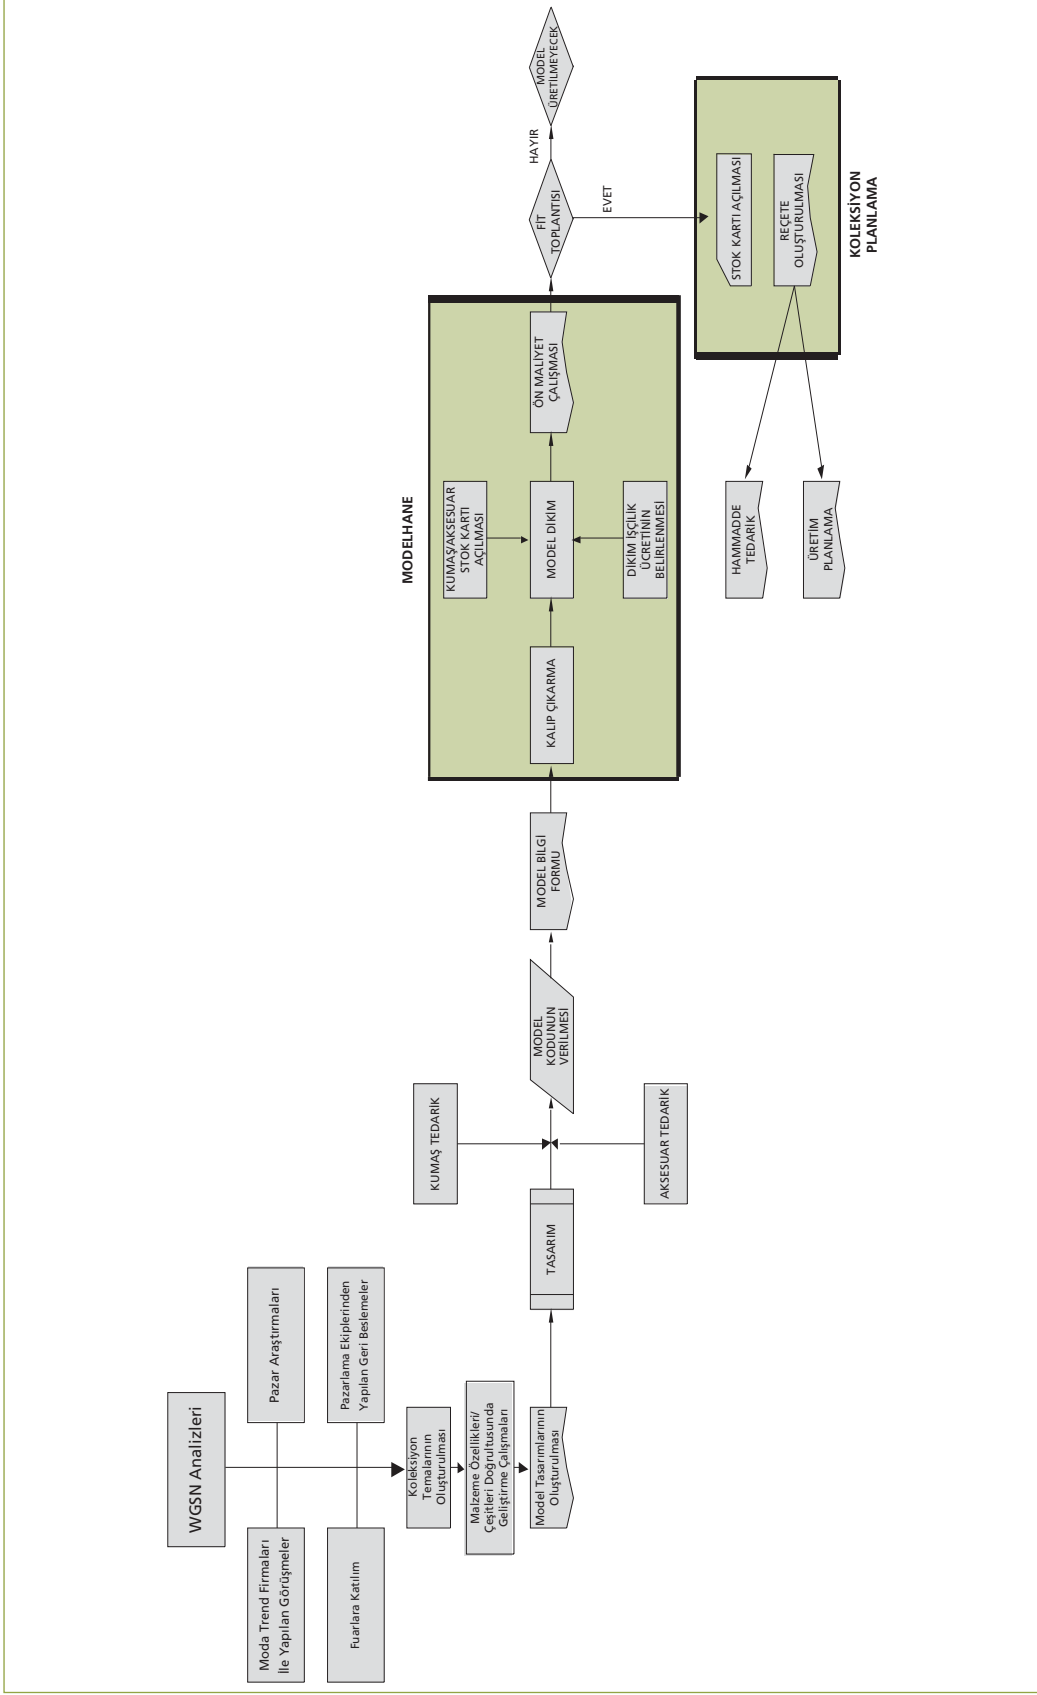 WGSN Analizleri
Moda Trend Firmaları
İle Yapılan Görüşmeler
Pazar Araştırmaları
Fuarlara Katılım
Pazarlama Ekiplerinden
Yapılan Geri Beslemeler
Koleksiyon
Temalarının
Oluşturulması
Malzeme Özellikleri/
Çeşitleri Doğrultusunda
Geliştirme Çalışmaları
Model Tasarımlarının
Oluşturulması
TASARIM
KUMAŞ TEDARİK
AKSESUAR TEDARİK
MODEL
KODUNUN
VERİLMESİ
MODEL BİLGİ
FORMU
MODELHANE
KALIP ÇIKARMA
KUMAŞ/AKSESUAR
STOK KARTI
AÇILMASI
MODEL DİKİM
DİKİM İŞÇİLİK
ÜCRETİNİN
BELİRLENMESİ
ÖN MALİYET
ÇALIŞMASI
FİT
TOPLANTISI
HAYIR
MODEL
ÜRETİLMEYECEK
EVET
STOK KARTI AÇILMASI
REÇETE
OLUŞTURULMASI
KOLEKSİYON
PLANLAMA
HAMMADDE
TEDARİK
ÜRETİM
PLANLAMA